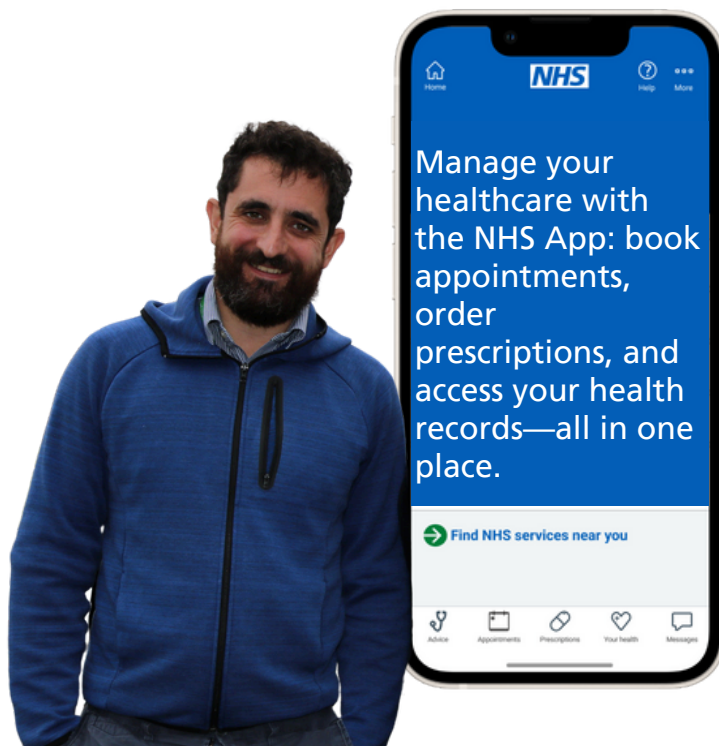 Home
NHS
Help
More
Manage your
healthcare with
the NHS App: book
appointments,
order
prescriptions, and
access your health
records—all in one
place.
Find NHS services near you
Advice
Appointments
Prescriptions
Your health
Messages